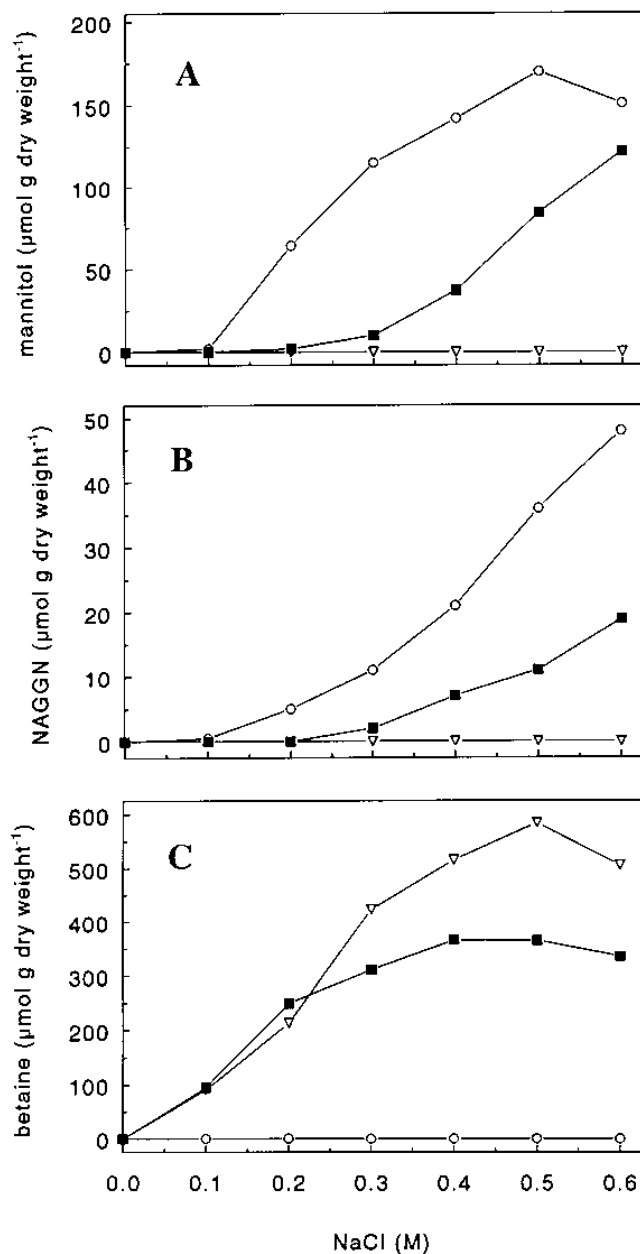 A
mannitol (µmol g dry weight⁻¹)
200
150
100
50
0
B
NAGGN (µmol g dry weight⁻¹)
50
40
30
20
10
0
C
betaine (µmol g dry weight⁻¹)
600
500
400
300
200
100
0
0.0 0.1 0.2 0.3 0.4 0.5 0.6
NaCl (M)